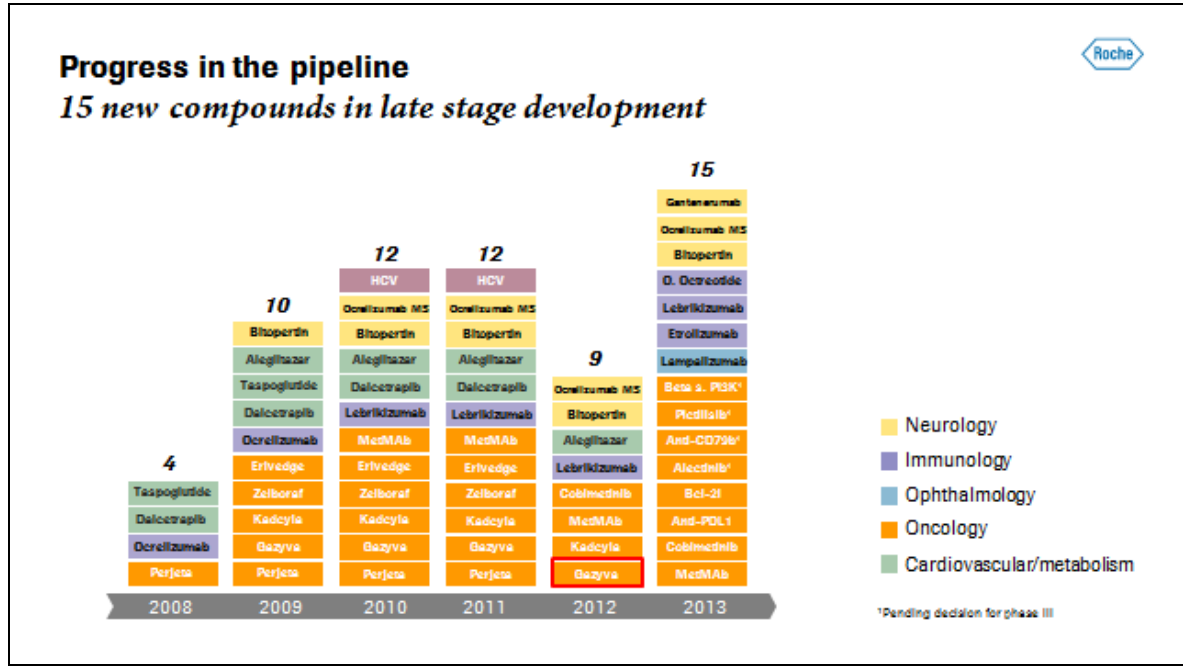 Progress in the pipeline
15 new compounds in late stage development
Roche
4
Taspoglutide
Dalcetrapib
Ocrelizumab
Perjeta
2008
10
Bitopertin
Aleglitazar
Taspoglutide
Dalcetrapib
Ocrelizumab
Erivedge
Zelboraf
Kadcyla
Gazyva
Perjeta
2009
12
HCV
Ocrelizumab MS
Bitopertin
Aleglitazar
Dalcetrapib
Lebrikizumab
MetMAb
Erivedge
Zelboraf
Kadcyla
Gazyva
Perjeta
2010
12
HCV
Ocrelizumab MS
Bitopertin
Aleglitazar
Dalcetrapib
Lebrikizumab
MetMAb
Erivedge
Zelboraf
Kadcyla
Gazyva
Perjeta
2011
9
Ocrelizumab MS
Bitopertin
Aleglitazar
Lebrikizumab
Cobimetinib
MetMAb
Kadcyla
Gazyva
2012
15
Gantenerumab
Ocrelizumab MS
Bitopertin
O. Octreotide
Lebrikizumab
Etrolizumab
Lampalizumab
Beta s. PI3K¹
Pictilisib¹
Anti-CD79b¹
Alectinib¹
Bcl-2i
Anti-PDL1
Cobimetinib
MetMAb
2013
Neurology
Immunology
Ophthalmology
Oncology
Cardiovascular/metabolism
¹Pending decision for phase III